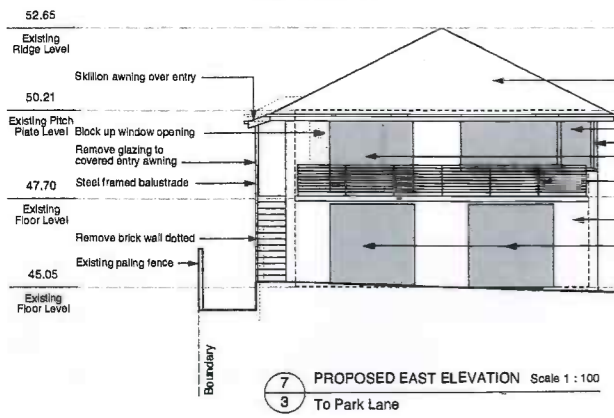 52.65
Existing
Ridge Level
Skillion awning over entry
50.21
Existing Pitch
Plate Level
Block up window opening
Remove glazing to
covered entry awning
47.70
Steel framed balustrade
Existing
Floor Level
Remove brick wall dotted
Existing paling fence
45.05
Existing
Floor Level
Boundary
7
3
PROPOSED EAST ELEVATION Scale 1 : 100
To Park Lane